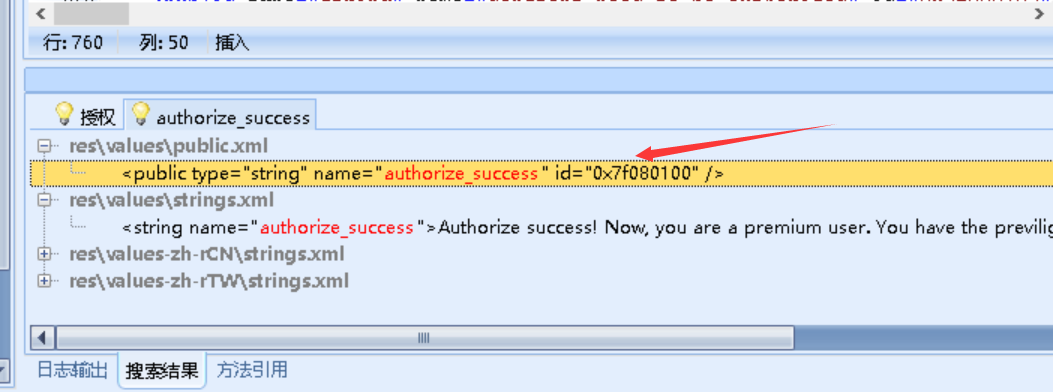 行: 760 列: 50 插入
授权 authorize_success
res\values\public.xml
<public type="string" name="authorize_success" id="0x7f080100" />
res\values\strings.xml
<string name="authorize_success">Authorize success! Now, you are a premium user. You have the previlig
res\values-zh-rCN\strings.xml
res\values-zh-rTW\strings.xml
日志输出 搜索结果 方法引用